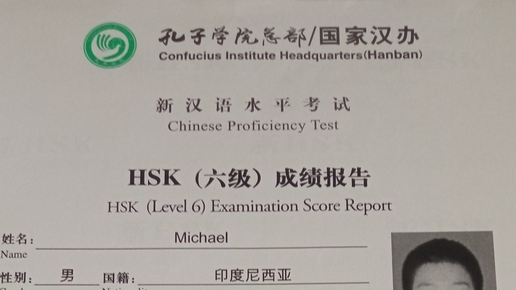 孔子学院总部/国家汉办
Confucius Institute Headquarters(Hanban)
新汉语水平考试
Chinese Proficiency Test
HSK（六级）成绩报告
HSK (Level 6) Examination Score Report
姓名: Michael
Name
性别: 男 国籍: 印度尼西亚